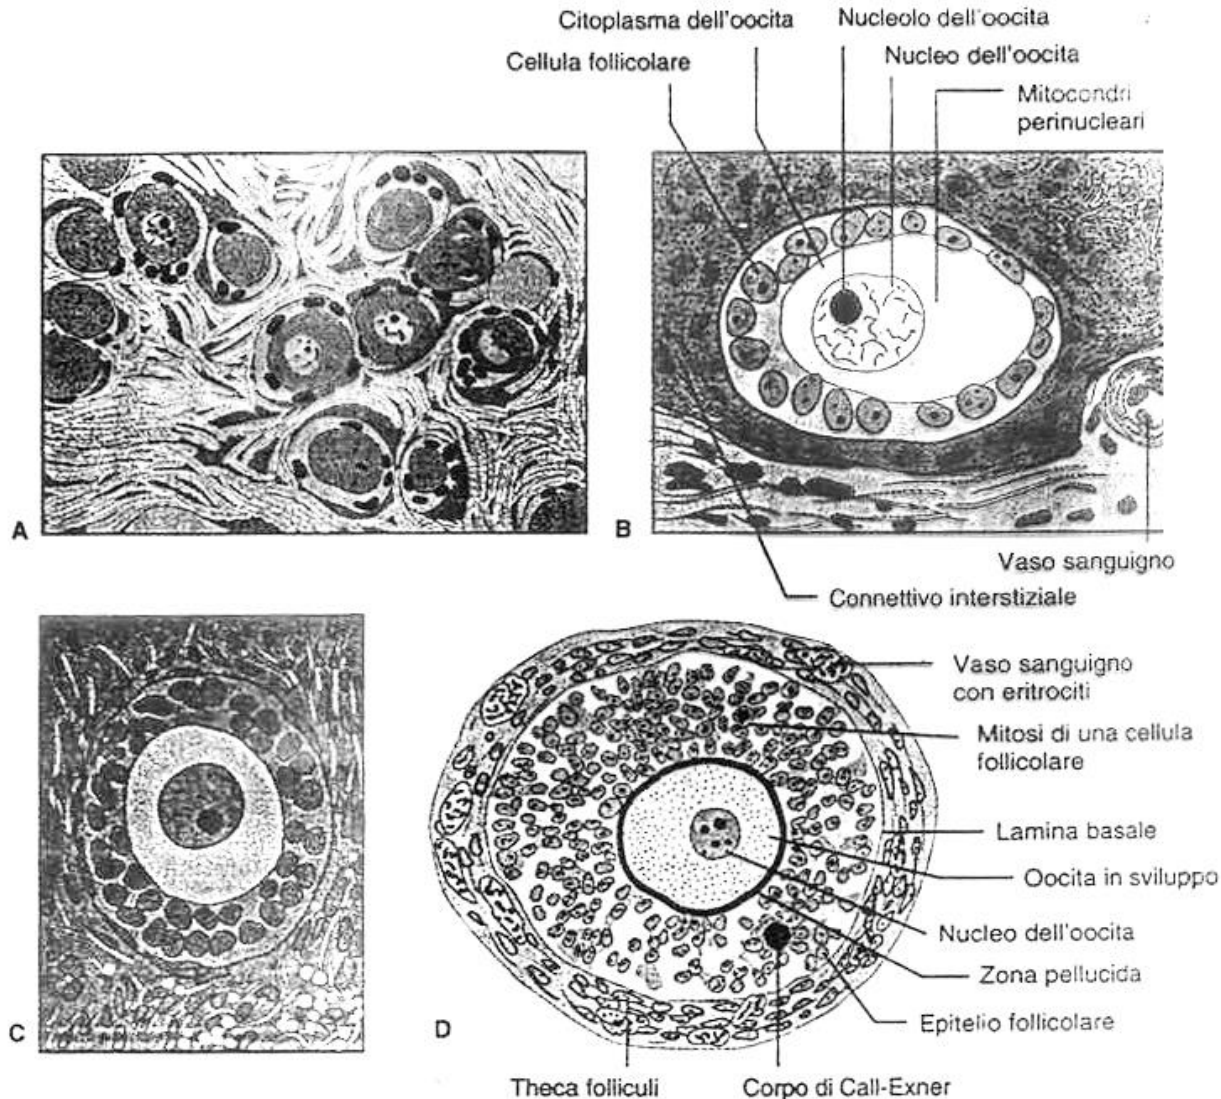 Citoplasma dell'oocita
Nucleolo dell'oocita
Cellula follicolare
Nucleo dell'oocita
Mitocondri
perinucleari
A
B
Vaso sanguigno
Connettivo interstiziale
Vaso sanguigno
con eritrociti
Mitosi di una cellula
follicolare
Lamina basale
Oocita in sviluppo
Nucleo dell'oocita
Zona pellucida
Epitelio follicolare
C
D
Theca folliculi
Corpo di Call-Exner